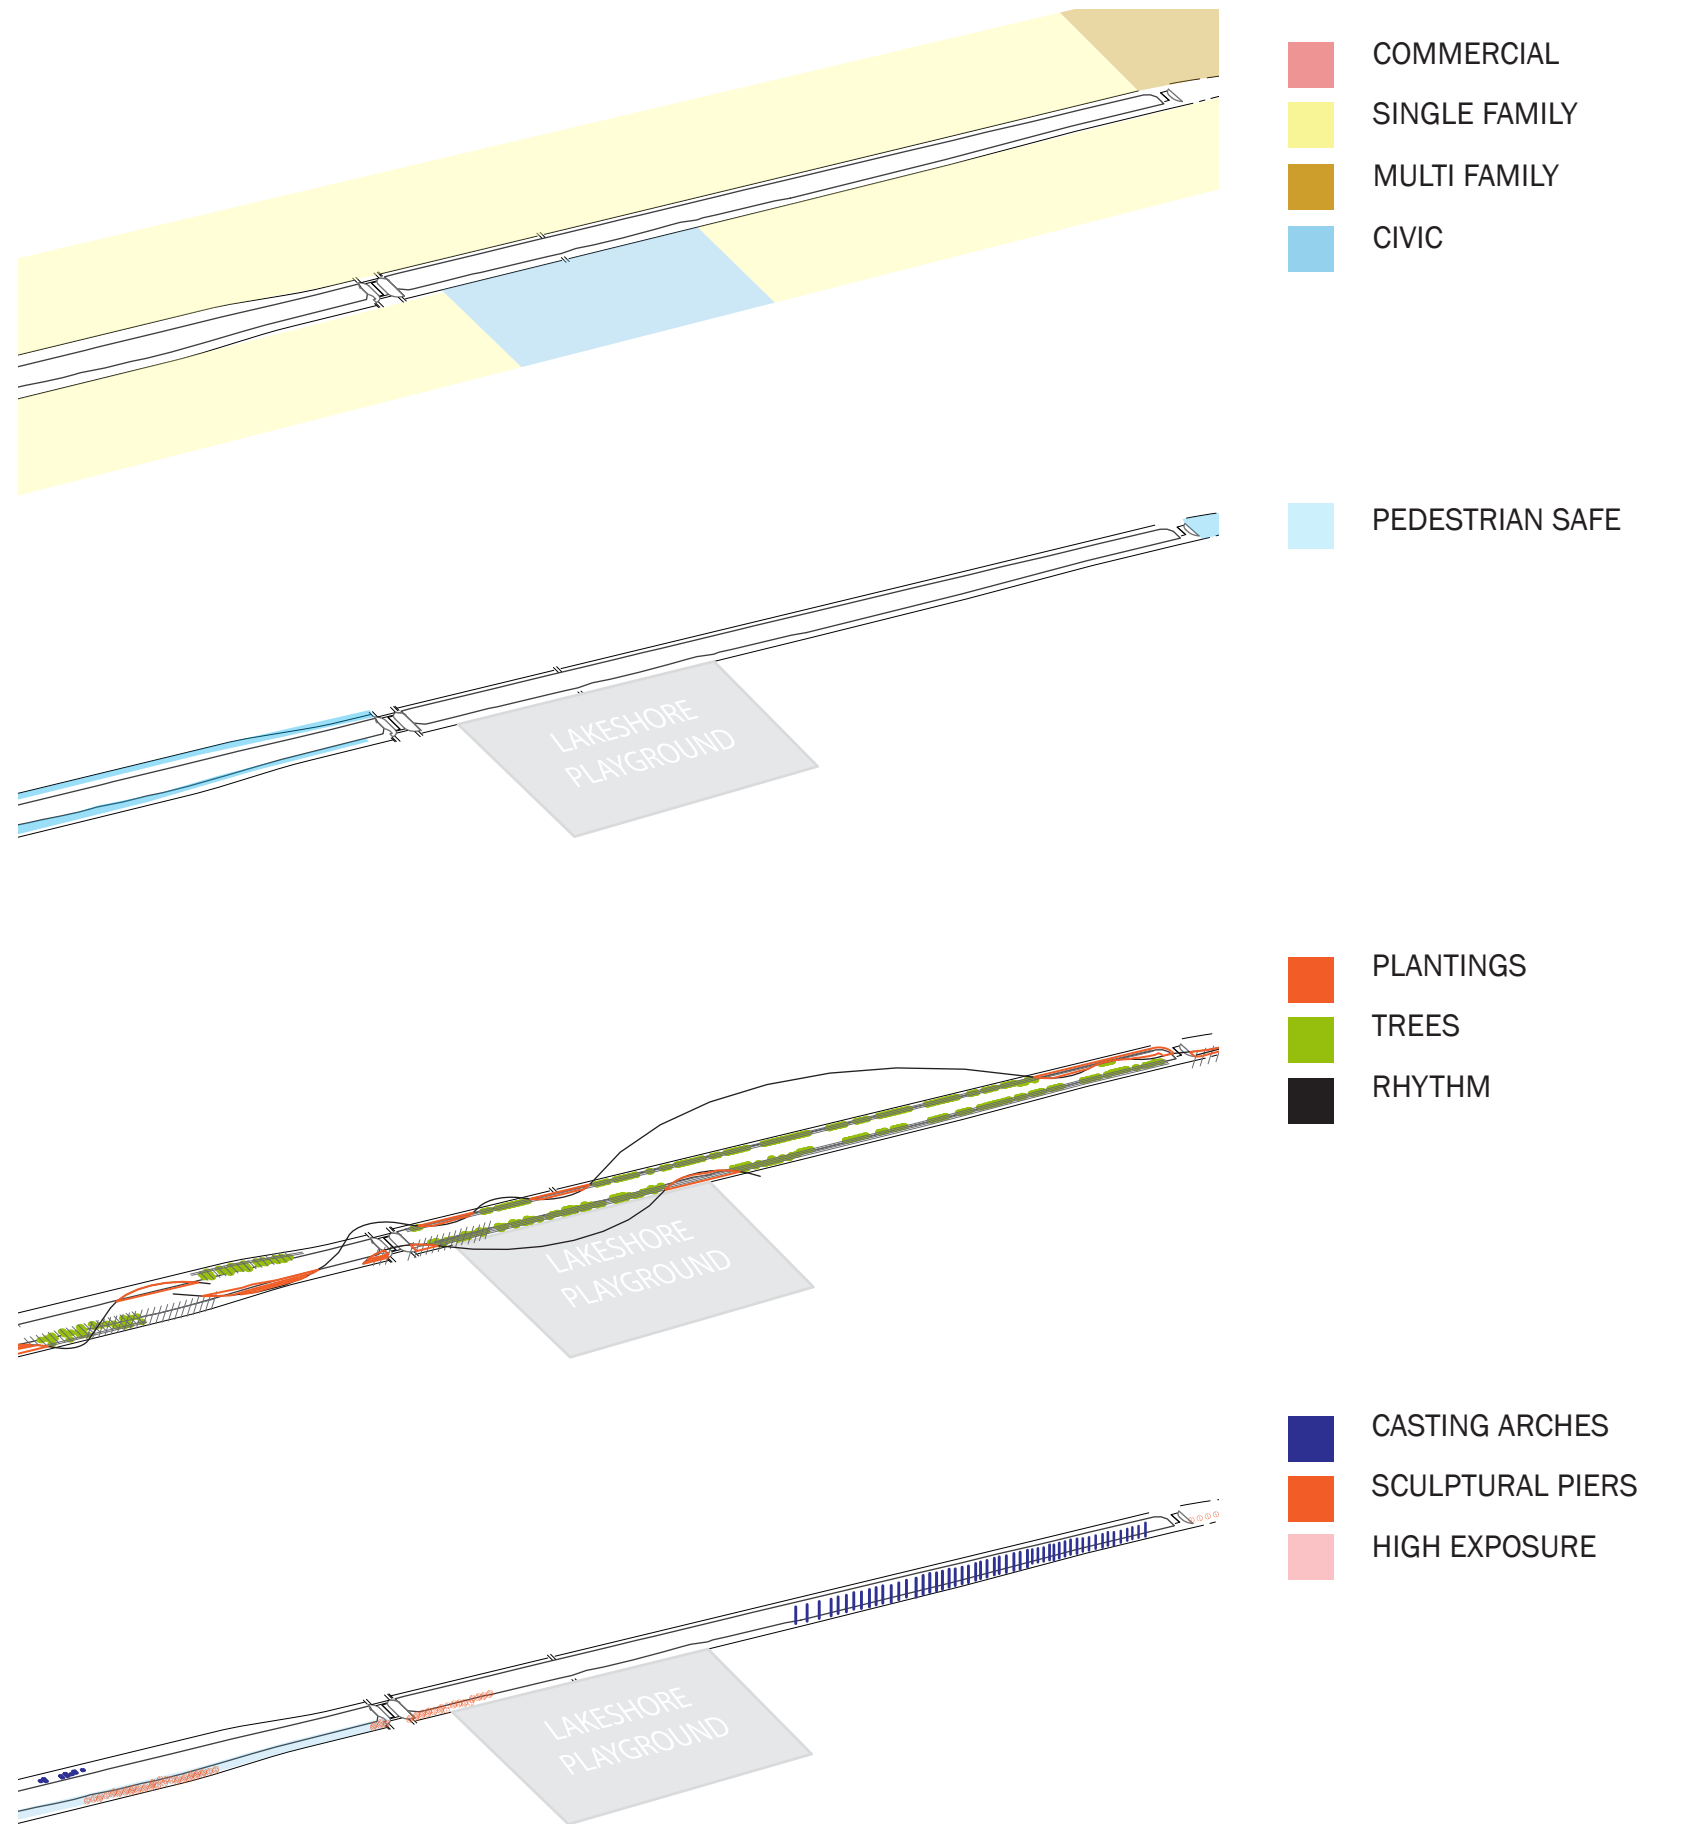 COMMERCIAL
SINGLE FAMILY
MULTI FAMILY
CIVIC
PEDESTRIAN SAFE
LAKESHORE
PLAYGROUND
PLANTINGS
TREES
RHYTHM
LAKESHORE
PLAYGROUND
CASTING ARCHES
SCULPTURAL PIERS
HIGH EXPOSURE
LAKESHORE
PLAYGROUND